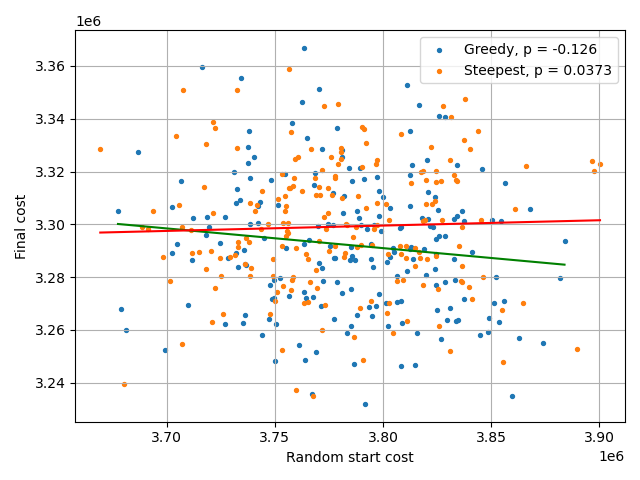 1e6
Greedy, p = -0.126
Steepest, p = 0.0373
3.36
3.34
3.32
3.30
3.28
3.26
3.24
Final cost
3.70
3.75
3.80
3.85
3.90
Random start cost
1e6